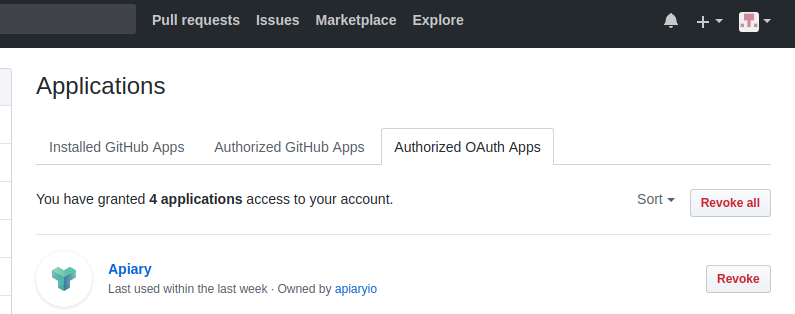 Pull requests Issues Marketplace Explore
Applications
Installed GitHub Apps Authorized GitHub Apps Authorized OAuth Apps
You have granted 4 applications access to your account. Sort Revoke all
Apiary
Last used within the last week · Owned by apiaryio Revoke